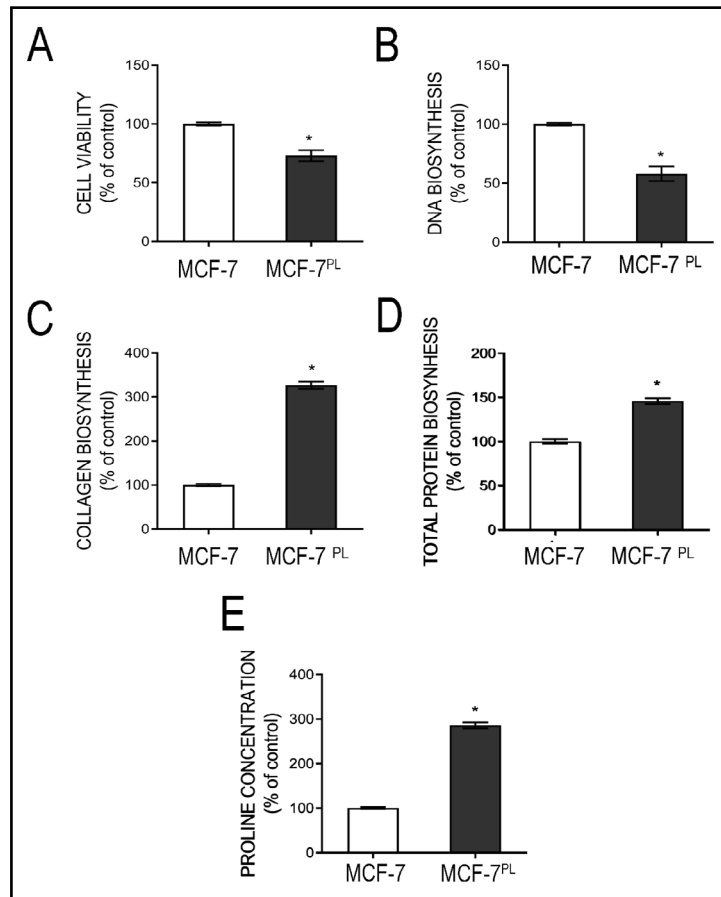 A
CELL VIABILITY
(% of control)
150
100
50
0
*
MCF-7 MCF-7PL
B
DNA BIOSYNTHESIS
(% of control)
150
100
50
0
*
MCF-7 MCF-7 PL
C
COLLAGEN BIOSYNTHESIS
(% of control)
400
300
200
100
0
*
MCF-7 MCF-7 PL
D
TOTAL PROTEIN BIOSYNHESIS
(% of control)
200
150
100
50
0
*
MCF-7 MCF-7 PL
E
PROLINE CONCENTRATION
(% of control)
400
300
200
100
0
*
MCF-7 MCF-7PL